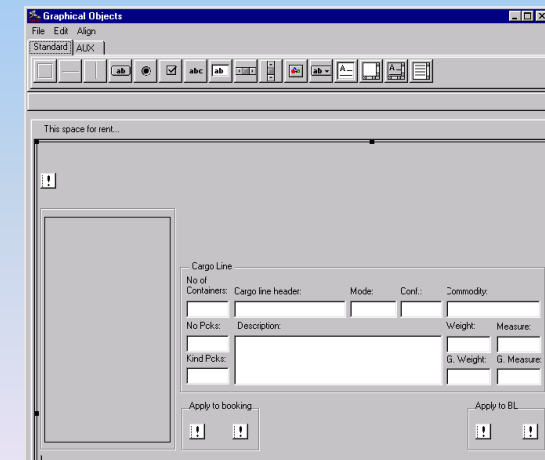 Graphical Objects
File Edit Align
Standard AUX
ab abc ab ab A
This space for rent...
Cargo Line
No of
Containers: Cargo line header: Mode: Conf.: Commodity:
No Pcks: Description: Weight: Measure:
Kind Pcks: G. Weight: G. Measure:
Apply to booking Apply to BL